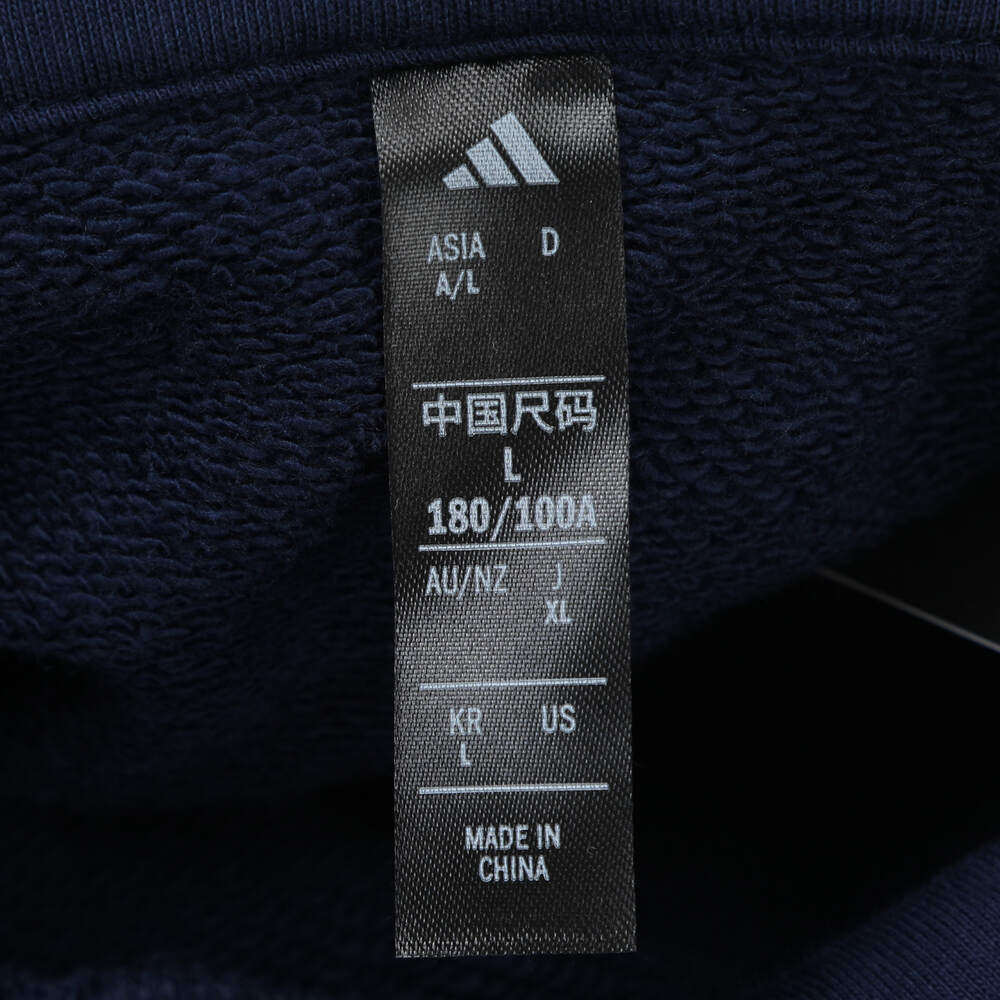 ASIA D
A/L
中国尺码
L
180/100A
AU/NZ J
XL
KR US
L
MADE IN
CHINA